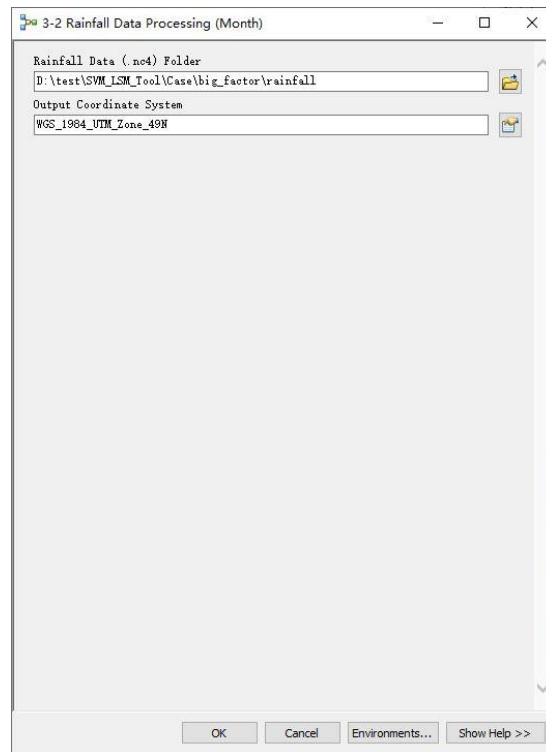 3-2 Rainfall Data Processing (Month)
Rainfall Data (.nc4) Folder
D:\test\SVM_LSM_Tool\Case\big_factor\rainfall
Output Coordinate System
WGS_1984_UTM_Zone_49N
OK Cancel Environments... Show Help >>